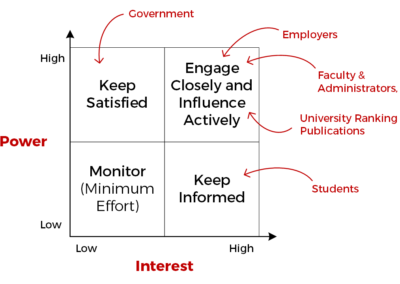 Government
Employers
High
Keep
Satisfied
Engage
Closely and
Influence
Actively
Faculty &
Administrators,
University Ranking
Publications
Power
Monitor
(Minimum
Effort)
Keep
Informed
Students
Low
Low
High
Interest